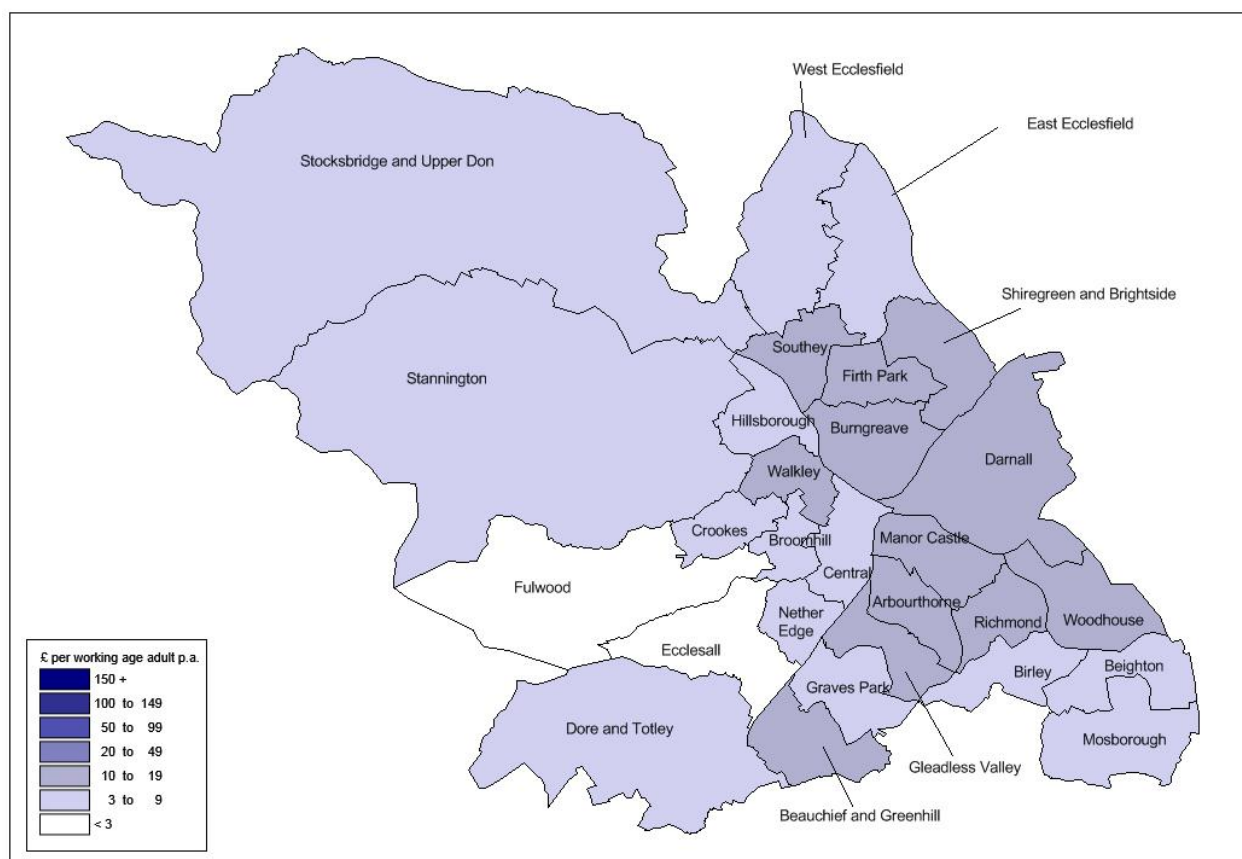 West Ecclesfield
East Ecclesfield
Stocksbridge and Upper Don
Shiregreen and Brightside
Southey
Firth Park
Stannington
Hillsborough
Burngreave
Darnall
Walkley
Crookes
Broomhill
Manor Castle
Central
Fulwood
Arbourthorne
Nether
Edge
Richmond
Woodhouse
Ecclesall
Birley
Beighton
Graves Park
Dore and Totley
Mosborough
Gleadless Valley
Beauchief and Greenhill
£ per working age adult p.a.
150 +
100 to 149
50 to 99
20 to 49
10 to 19
3 to 9
< 3